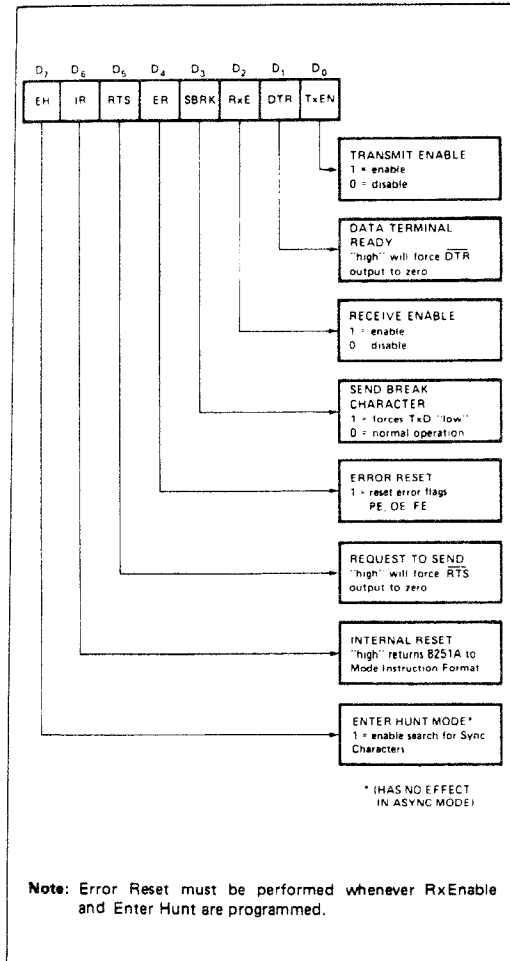 D7 D6 D5 D4 D3 D2 D1 D0
EH IR RTS ER SBRK RxE DTR TxEN
TRANSMIT ENABLE
1 = enable
0 = disable
DATA TERMINAL
READY
"high" will force DTR
output to zero
RECEIVE ENABLE
1 = enable
0 disable
SEND BREAK
CHARACTER
1 = forces TxD "low"
0 = normal operation
ERROR RESET
1 = reset error flags
PE, OE FE
REQUEST TO SEND
"high" will force RTS
output to zero
INTERNAL RESET
"high" returns 8251A to
Mode Instruction Format
ENTER HUNT MODE*
1 = enable search for Sync
Characters
* (HAS NO EFFECT
IN ASYNC MODE)
Note: Error Reset must be performed whenever RxEnable
and Enter Hunt are programmed.